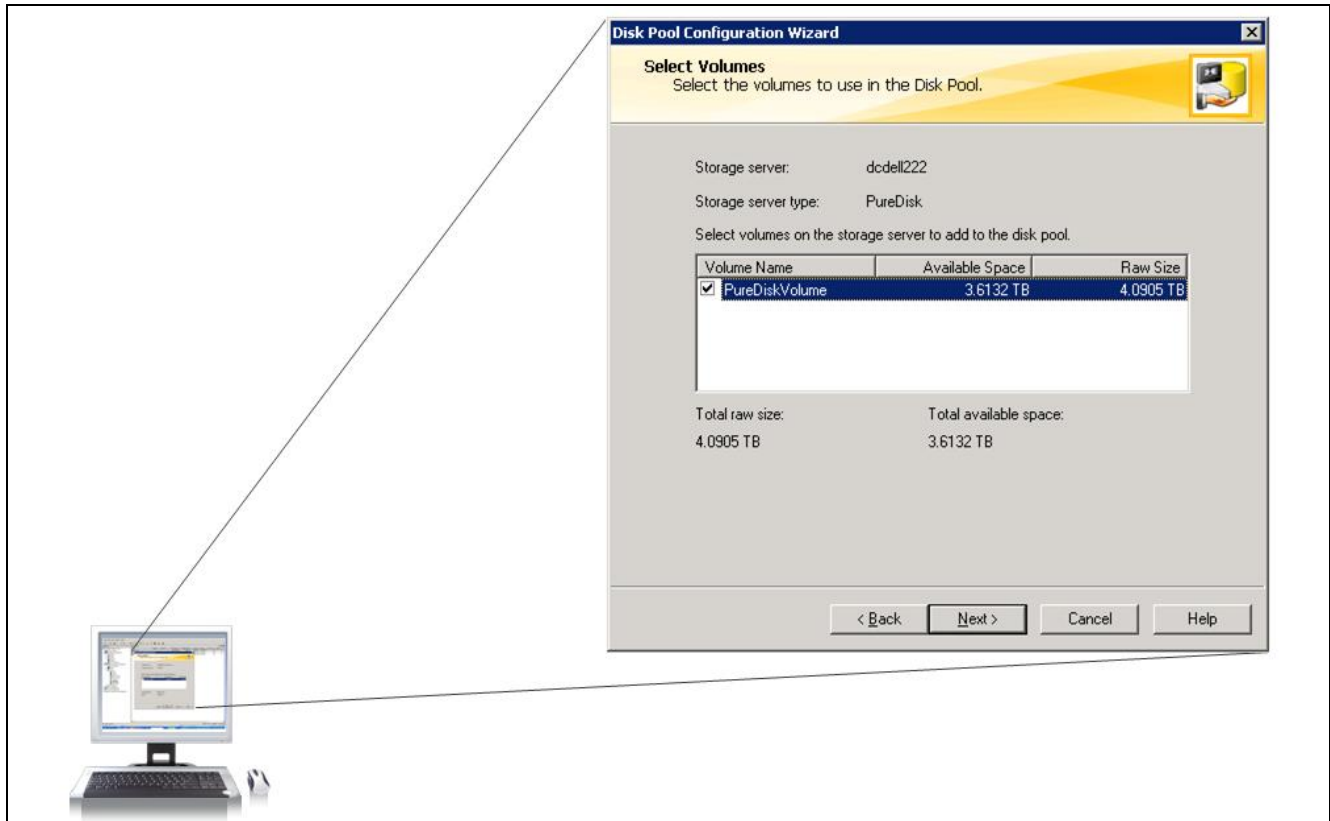 Disk Pool Configuration Wizard
Select Volumes
Select the volumes to use in the Disk Pool.
Storage server: dcdell222
Storage server type: PureDisk
Select volumes on the storage server to add to the disk pool.
Volume Name Available Space Raw Size
PureDiskVolume 3.6132 TB 4.0905 TB
Total raw size: Total available space:
4.0905 TB 3.6132 TB
< Back Next > Cancel Help